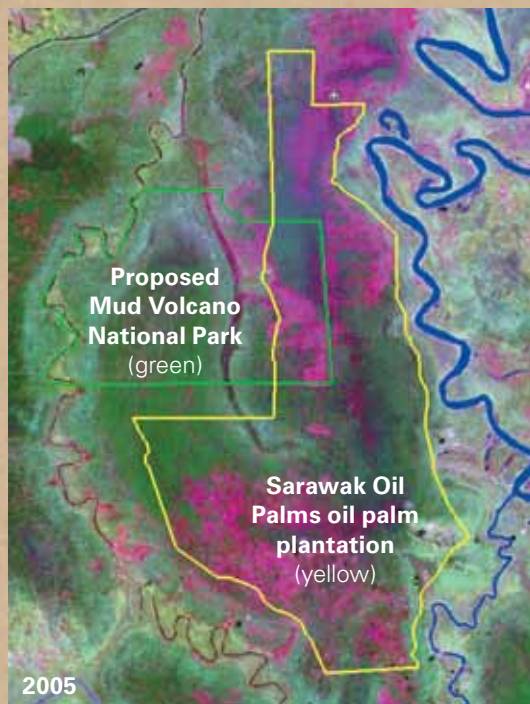 Proposed
Mud Volcano
National Park
(green)
Sarawak Oil
Palms oil palm
plantation
(yellow)
2005